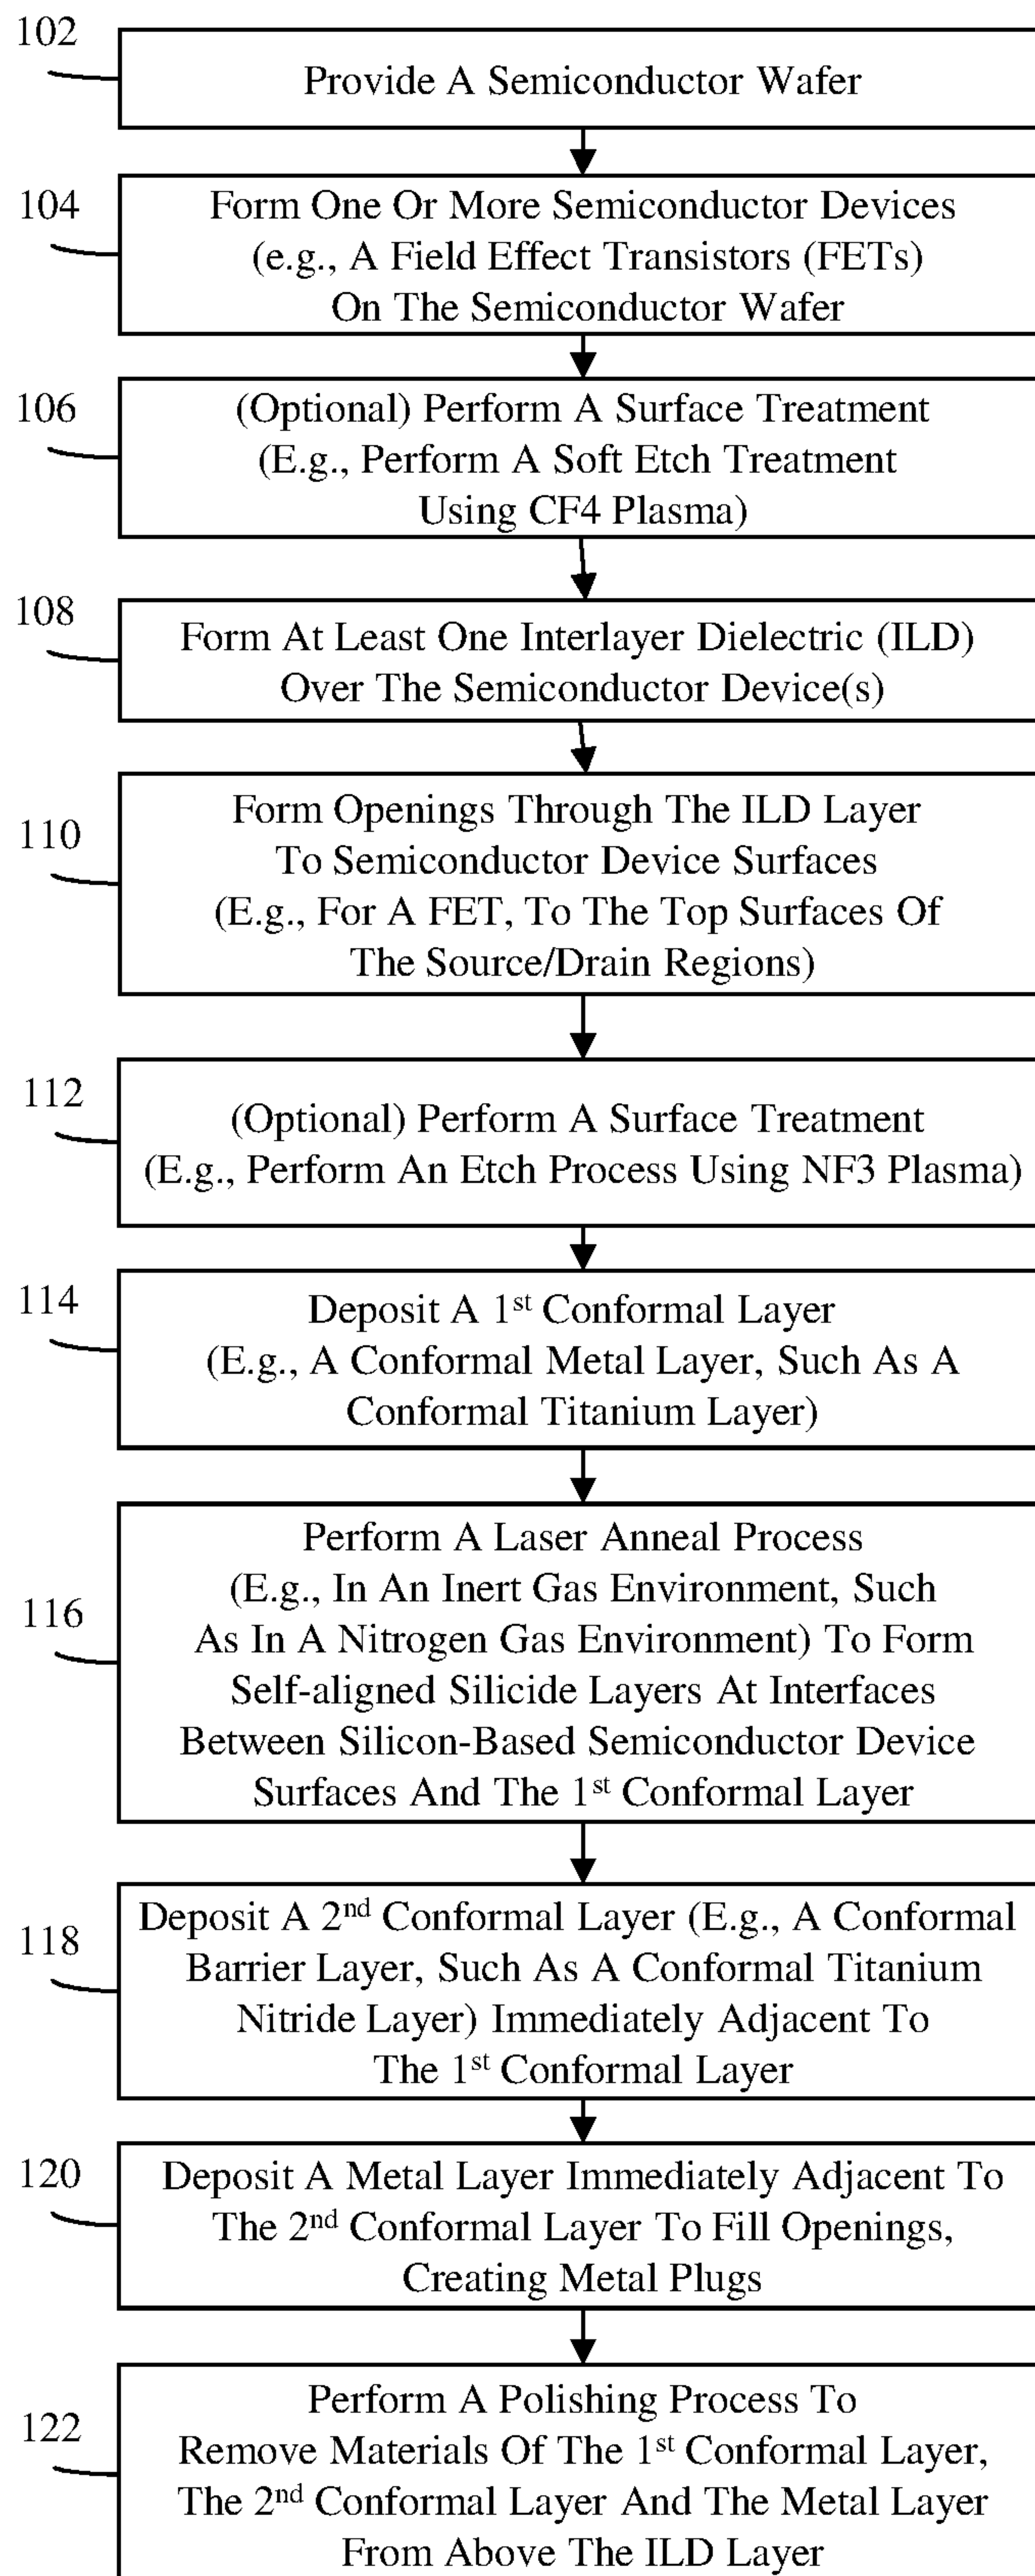 102
Provide A Semiconductor Wafer
104
Form One Or More Semiconductor Devices
(e.g., A Field Effect Transistors (FETs)
On The Semiconductor Wafer
106
(Optional) Perform A Surface Treatment
(E.g., Perform A Soft Etch Treatment
Using CF4 Plasma)
108
Form At Least One Interlayer Dielectric (ILD)
Over The Semiconductor Device(s)
110
Form Openings Through The ILD Layer
To Semiconductor Device Surfaces
(E.g., For A FET, To The Top Surfaces Of
The Source/Drain Regions)
112
(Optional) Perform A Surface Treatment
(E.g., Perform An Etch Process Using NF3 Plasma)
114
Deposit A 1st Conformal Layer
(E.g., A Conformal Metal Layer, Such As A
Conformal Titanium Layer)
116
Perform A Laser Anneal Process
(E.g., In An Inert Gas Environment, Such
As In A Nitrogen Gas Environment) To Form
Self-aligned Silicide Layers At Interfaces
Between Silicon-Based Semiconductor Device
Surfaces And The 1st Conformal Layer
118
Deposit A 2nd Conformal Layer (E.g., A Conformal
Barrier Layer, Such As A Conformal Titanium
Nitride Layer) Immediately Adjacent To
The 1st Conformal Layer
120
Deposit A Metal Layer Immediately Adjacent To
The 2nd Conformal Layer To Fill Openings,
Creating Metal Plugs
122
Perform A Polishing Process To
Remove Materials Of The 1st Conformal Layer,
The 2nd Conformal Layer And The Metal Layer
From Above The ILD Layer